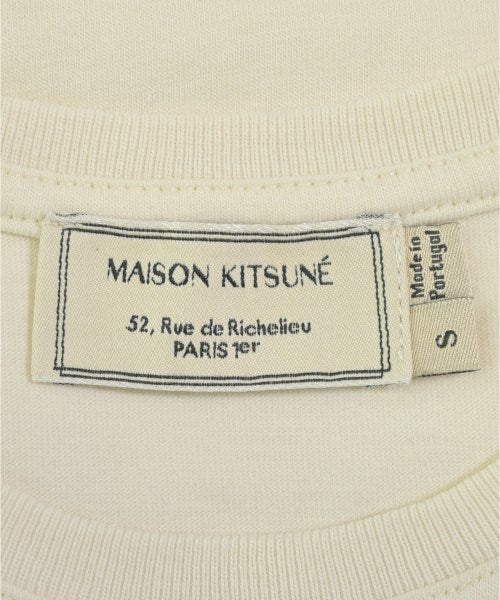 MAISON KITSUNÉ
52, Rue de Richelieu
PARIS 1er
Made in
Portugal
S